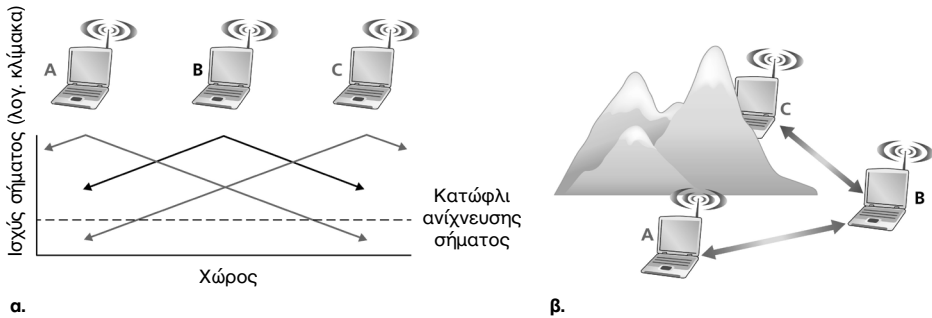 Ισχύς σήματος (λογ. κλίμακα)
A
B
C
Κατώφλι
ανίχνευσης
σήματος
Χώρος
α.
C
B
A
β.